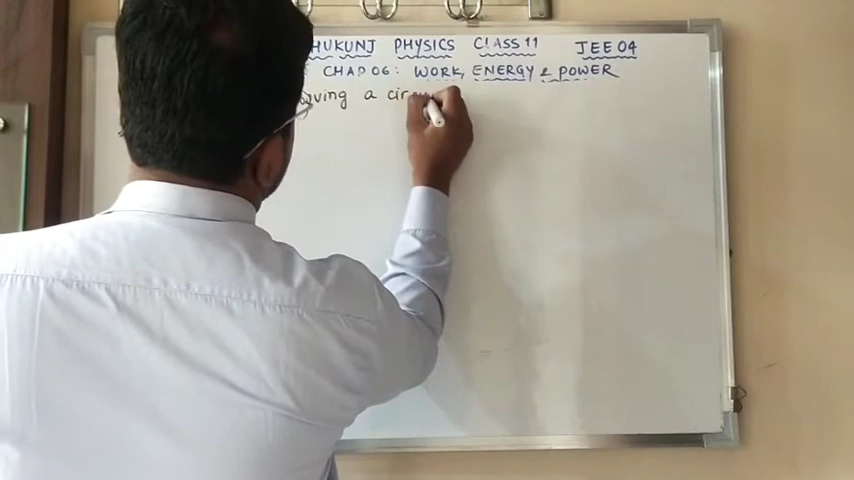 HUKUNJ PHYSICS CLASS 11 JEE 04
CHAP 06: WORK, ENERGY & POWER
a